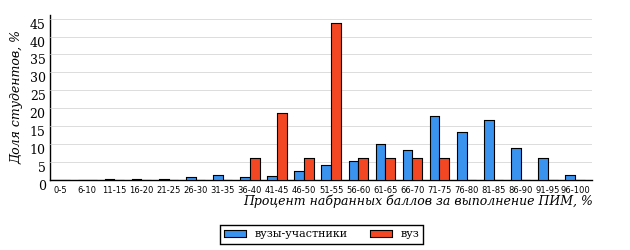 Доля студентов, %
45
40
35
30
25
20
15
10
5
0
0-5 6-10 11-15 16-20 21-25 26-30 31-35 36-40 41-45 46-50 51-55 56-60 61-65 66-70 71-75 76-80 81-85 86-90 91-95 96-100
Процент набранных баллов за выполнение ПИМ, %
вузы-участники вуз